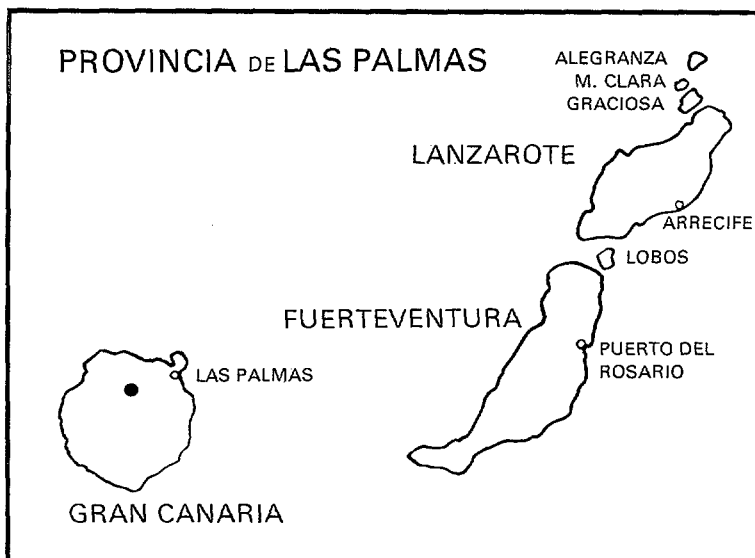 PROVINCIA DE LAS PALMAS
ALEGRANZA
M. CLARA
GRACIOSA
LANZAROTE
ARRECIFE
LOBOS
FUERTEVENTURA
PUERTO DEL
ROSARIO
LAS PALMAS
GRAN CANARIA